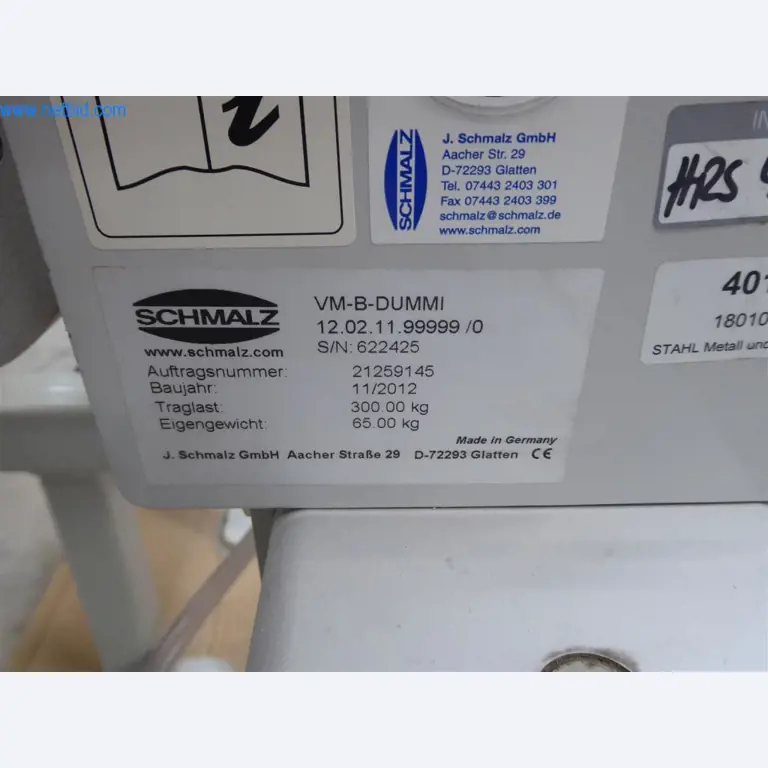 www.netbid.com
i
J. Schmalz GmbH
Aacher Str. 29
D-72293 Glatten
Tel. 07443 2403 301
Fax 07443 2403 399
schmalz@schmalz.de
www.schmalz.com
SCHMALZ
IN
HRS
401
18010
STAHL Metall und
SCHMALZ
www.schmalz.com
VM-B-DUMMI
12.02.11.99999 /0
S/N: 622425
Auftragsnummer: 21259145
Baujahr: 11/2012
Traglast: 300.00 kg
Eigengewicht: 65.00 kg
Made in Germany
J. Schmalz GmbH Aacher Straße 29 D-72293 Glatten CE